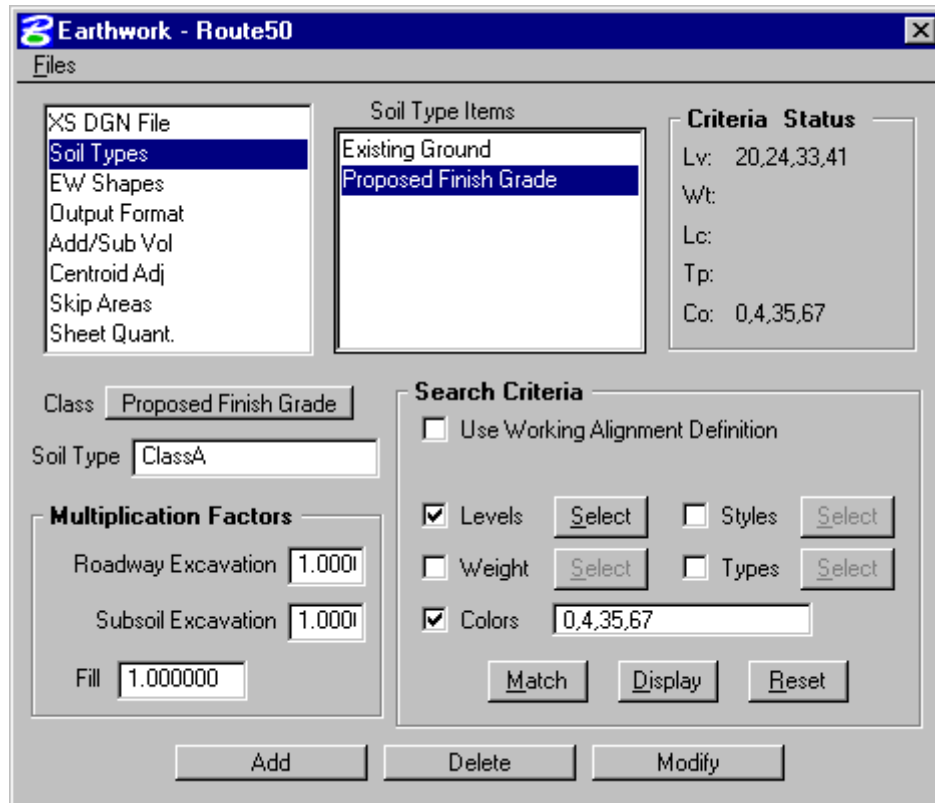 Earthwork - Route50
Files
XS DGN File
Soil Types
EW Shapes
Output Format
Add/Sub Vol
Centroid Adj
Skip Areas
Sheet Quant.
Soil Type Items
Existing Ground
Proposed Finish Grade
Criteria Status
Lv: 20,24,33,41
Wt:
Lc:
Tp:
Co: 0,4,35,67
Class Proposed Finish Grade
Soil Type ClassA
Multiplication Factors
Roadway Excavation 1.000
Subsoil Excavation 1.000
Fill 1.000000
Search Criteria
Use Working Alignment Definition
Levels Select Styles Select
Weight Select Types Select
Colors 0,4,35,67
Match Display Reset
Add Delete Modify